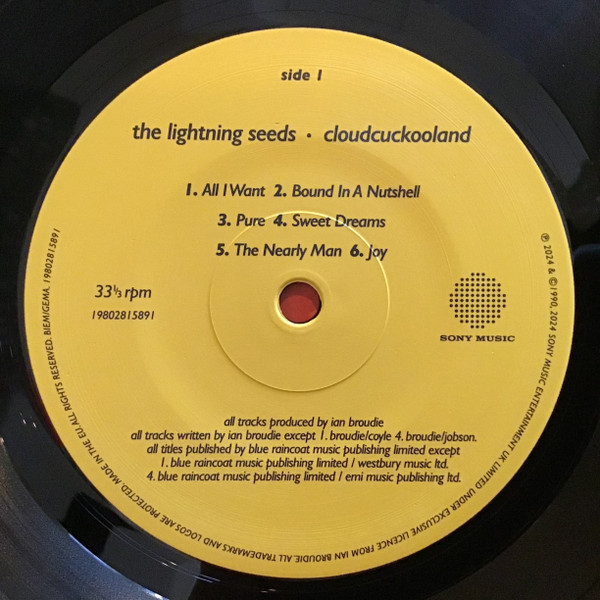 side 1
the lightning seeds · cloudcuckooland
1. All I Want 2. Bound In A Nutshell
3. Pure 4. Sweet Dreams
5. The Nearly Man 6. Joy
33⅓ rpm
19802815891
SONY MUSIC
all tracks produced by ian broudie
all tracks written by ian broudie except 1. broudie/coyle 4. broudie/jobson.
all titles published by blue raincoat music publishing limited except
1. blue raincoat music publishing limited / westbury music ltd.
4. blue raincoat music publishing limited / emi music publishing ltd.
℗ 2024 & ©1990, 2024 SONY MUSIC ENTERTAINMENT UK LIMITED UNDER EXCLUSIVE LICENCE FROM IAN BROUDIE. ALL TRADEMARKS AND LOGOS ARE PROTECTED. MADE IN THE EU. ALL RIGHTS RESERVED. BIEM/GEMA. 19802815891